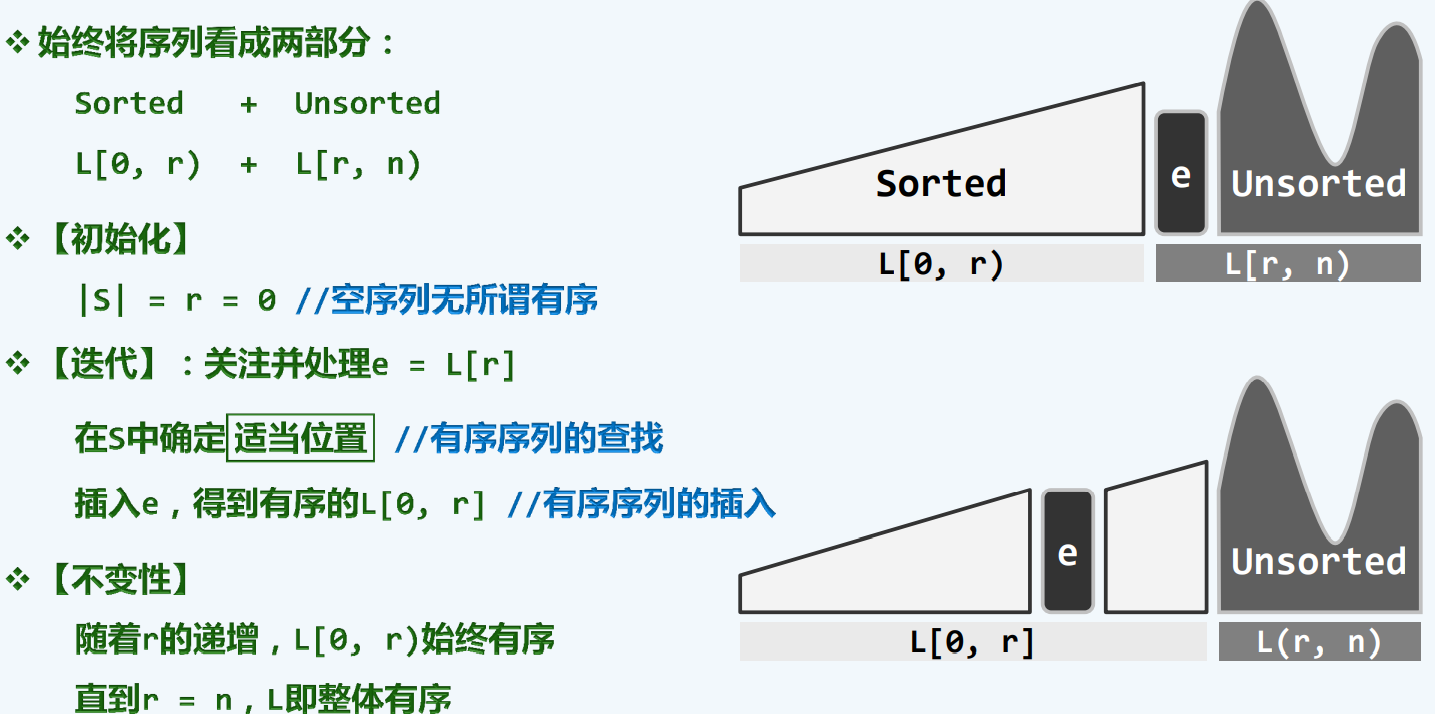 ❖ 始终将序列看成两部分：
Sorted + Unsorted
L[0, r) + L[r, n)
❖ 【初始化】
|S| = r = 0 //空序列无所谓有序
❖ 【迭代】：关注并处理e = L[r]
在S中确定适当位置 //有序序列的查找
插入e，得到有序的L[0, r] //有序序列的插入
❖ 【不变性】
随着r的递增，L[0, r)始终有序
直到r = n，L即整体有序
Sorted
e
Unsorted
L[0, r)
L[r, n)
e
Unsorted
L[0, r]
L(r, n)